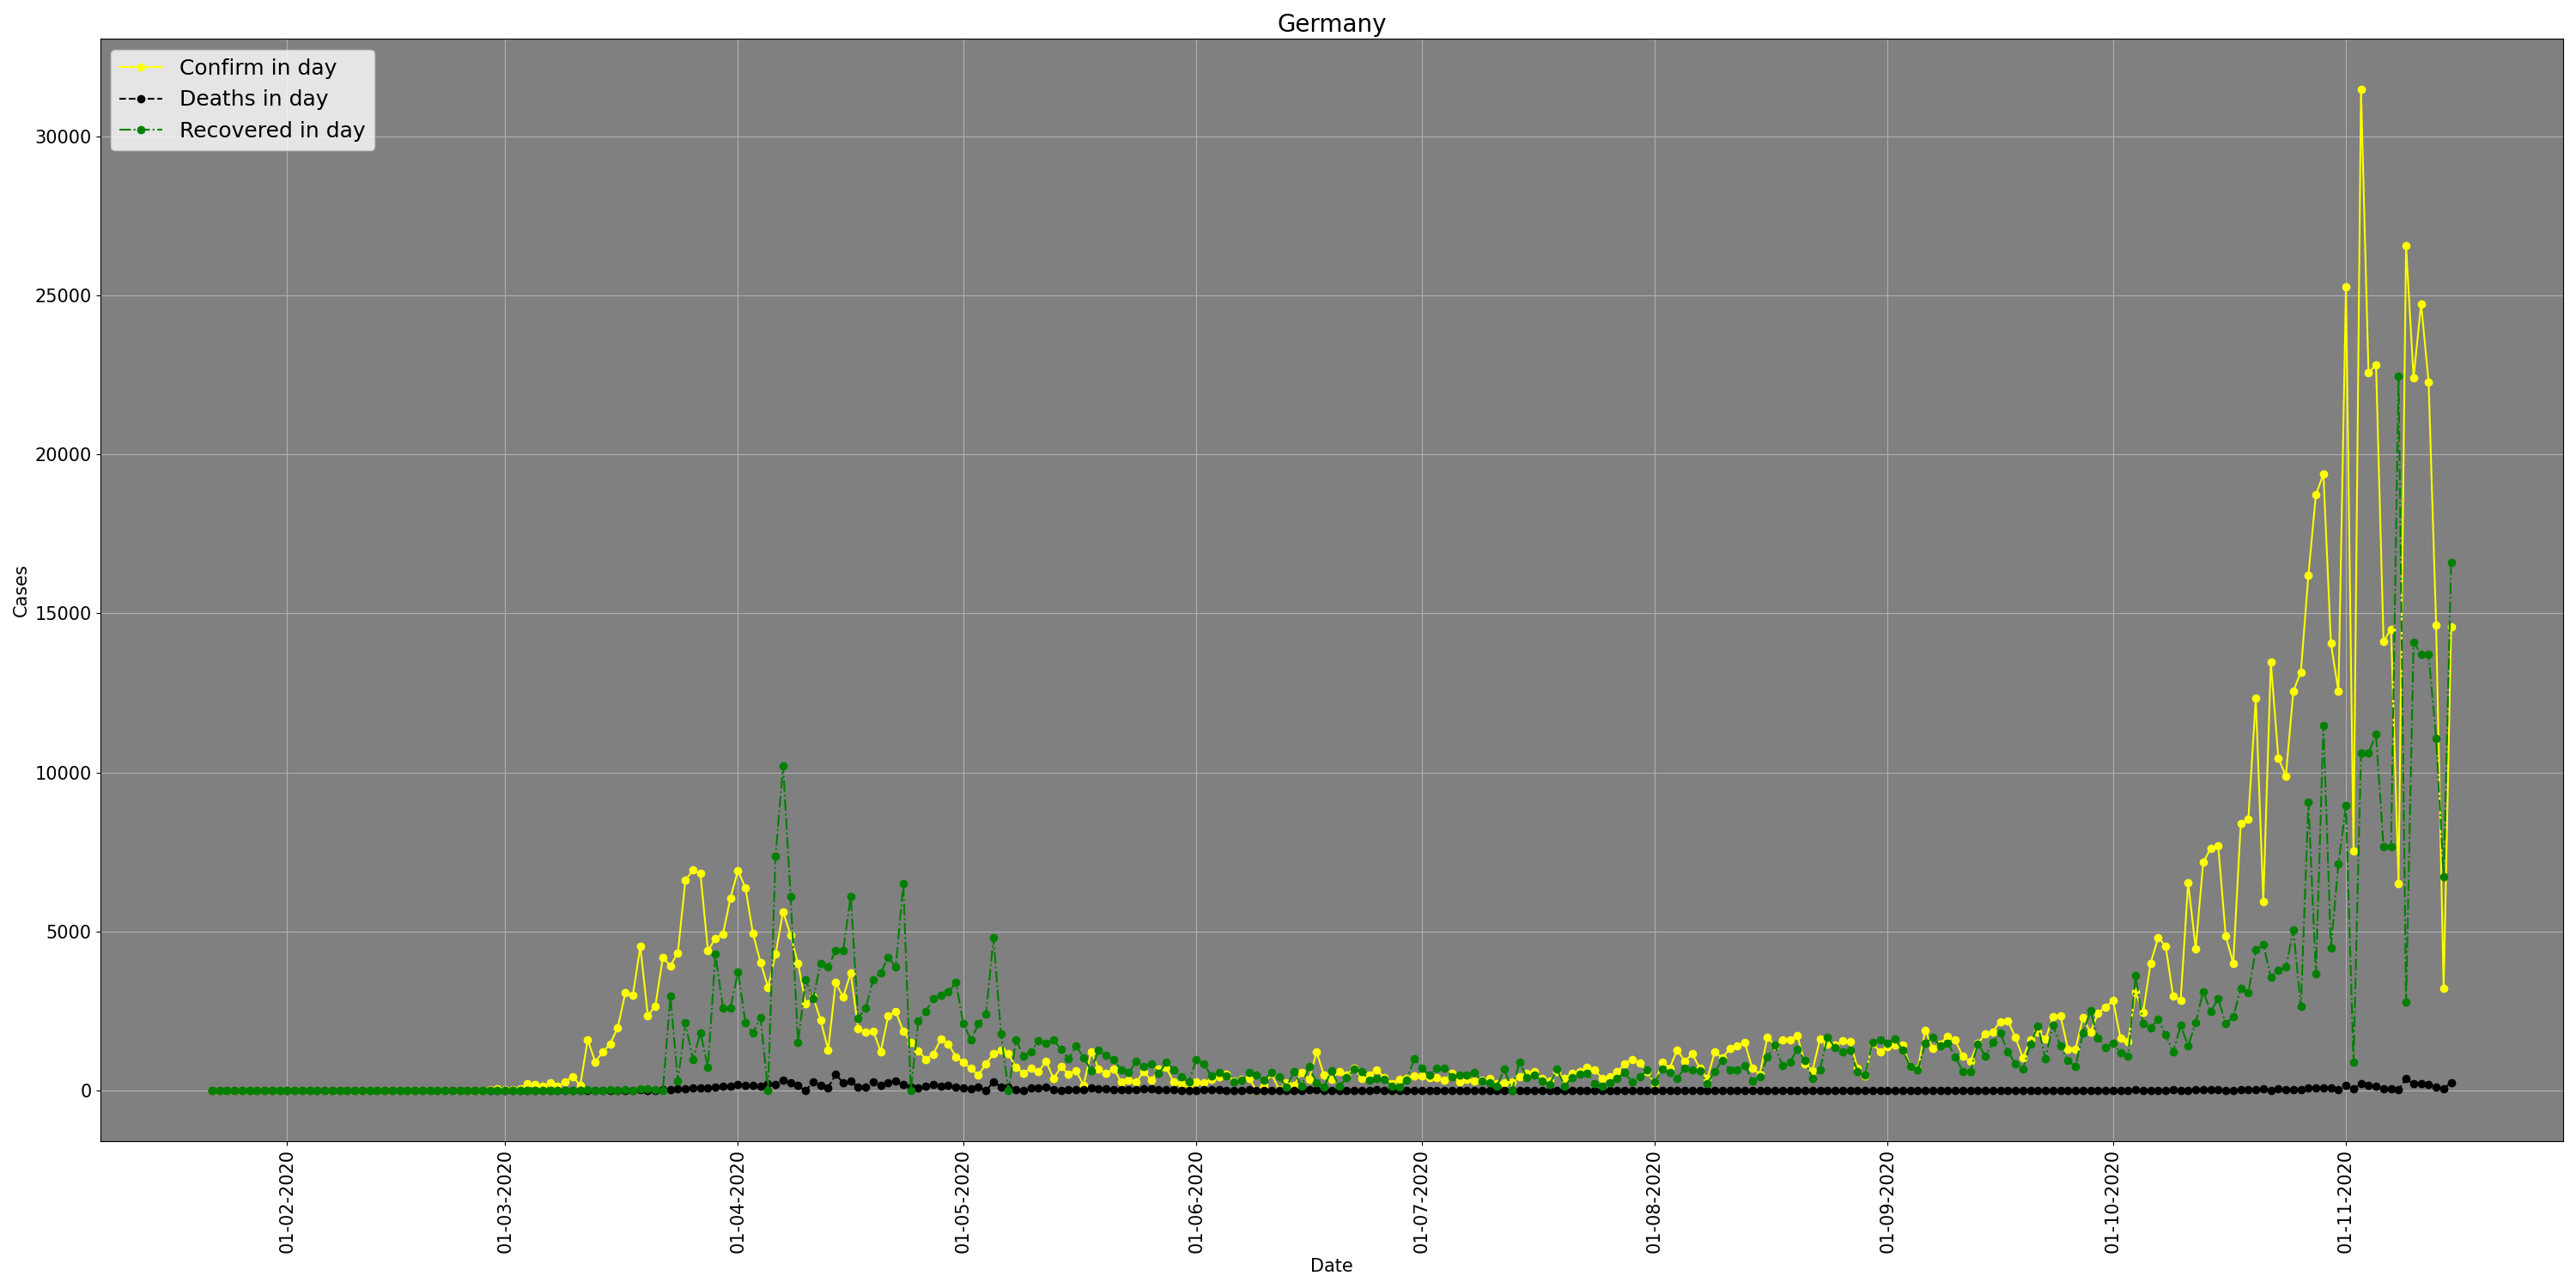 Germany
Confirm in day
Deaths in day
Recovered in day
30000
25000
20000
15000
10000
5000
0
Cases
01-02-2020
01-03-2020
01-04-2020
01-05-2020
01-06-2020
01-07-2020
01-08-2020
01-09-2020
01-10-2020
01-11-2020
Date